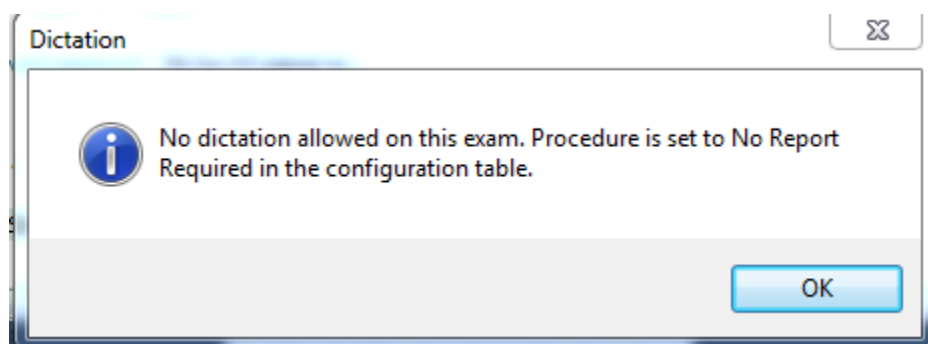 Dictation
No dictation allowed on this exam. Procedure is set to No Report
Required in the configuration table.
OK